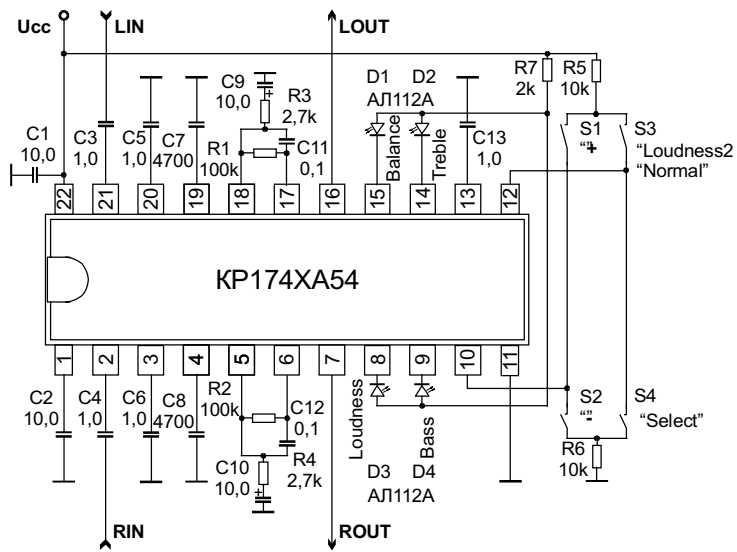 Ucc
LIN
LOUT
C1
10,0
C3
1,0
C5
1,0
C7
4700
C9
10,0
+
R3
2,7k
R1
100k
C11
0,1
D1
D2
АЛ112А
Balance
Treble
C13
1,0
R7
2k
R5
10k
S1
“+”
S3
“Loudness2
“Normal”
22
21
20
19
18
17
16
15
14
13
12
КР174ХА54
1
2
3
4
5
6
7
8
9
10
11
C2
10,0
C4
1,0
C6
1,0
C8
4700
R2
100k
C12
0,1
C10
10,0
+
R4
2,7k
Loudness
Bass
D3
D4
АЛ112А
S2
“-”
S4
“Select”
R6
10k
RIN
ROUT